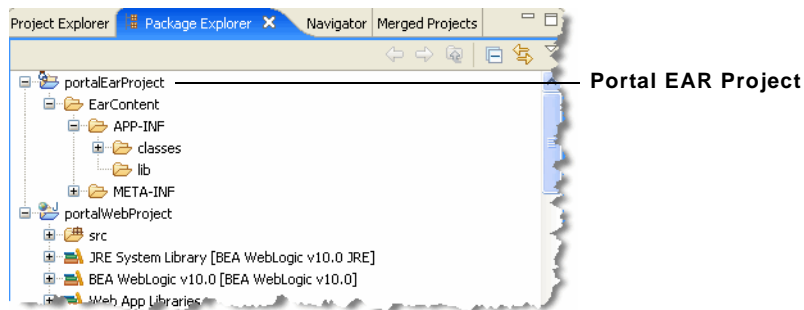 Project Explorer Package Explorer Navigator Merged Projects
portalEarProject Portal EAR Project
EarContent
APP-INF
classes
lib
META-INF
portalWebProject
src
JRE System Library [BEA WebLogic v10.0 JRE]
BEA WebLogic v10.0 [BEA WebLogic v10.0]
Web App Libraries